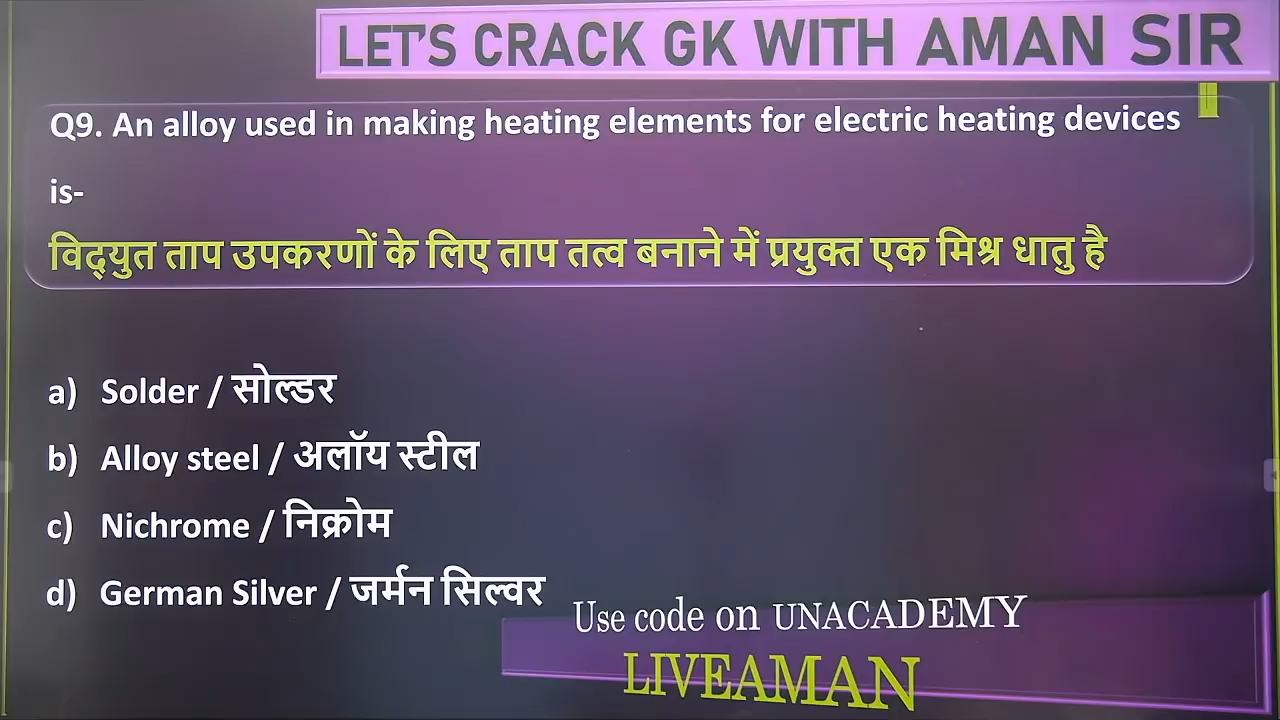 LET'S CRACK GK WITH AMAN SIR
Q9. An alloy used in making heating elements for electric heating devices
is-
विद्युत ताप उपकरणों के लिए ताप तत्व बनाने में प्रयुक्त एक मिश्र धातु है
a) Solder / सोल्डर
b) Alloy steel / अलॉय स्टील
c) Nichrome / निक्रोम
d) German Silver / जर्मन सिल्वर
Use code on UNACADEMY
LIVEAMAN